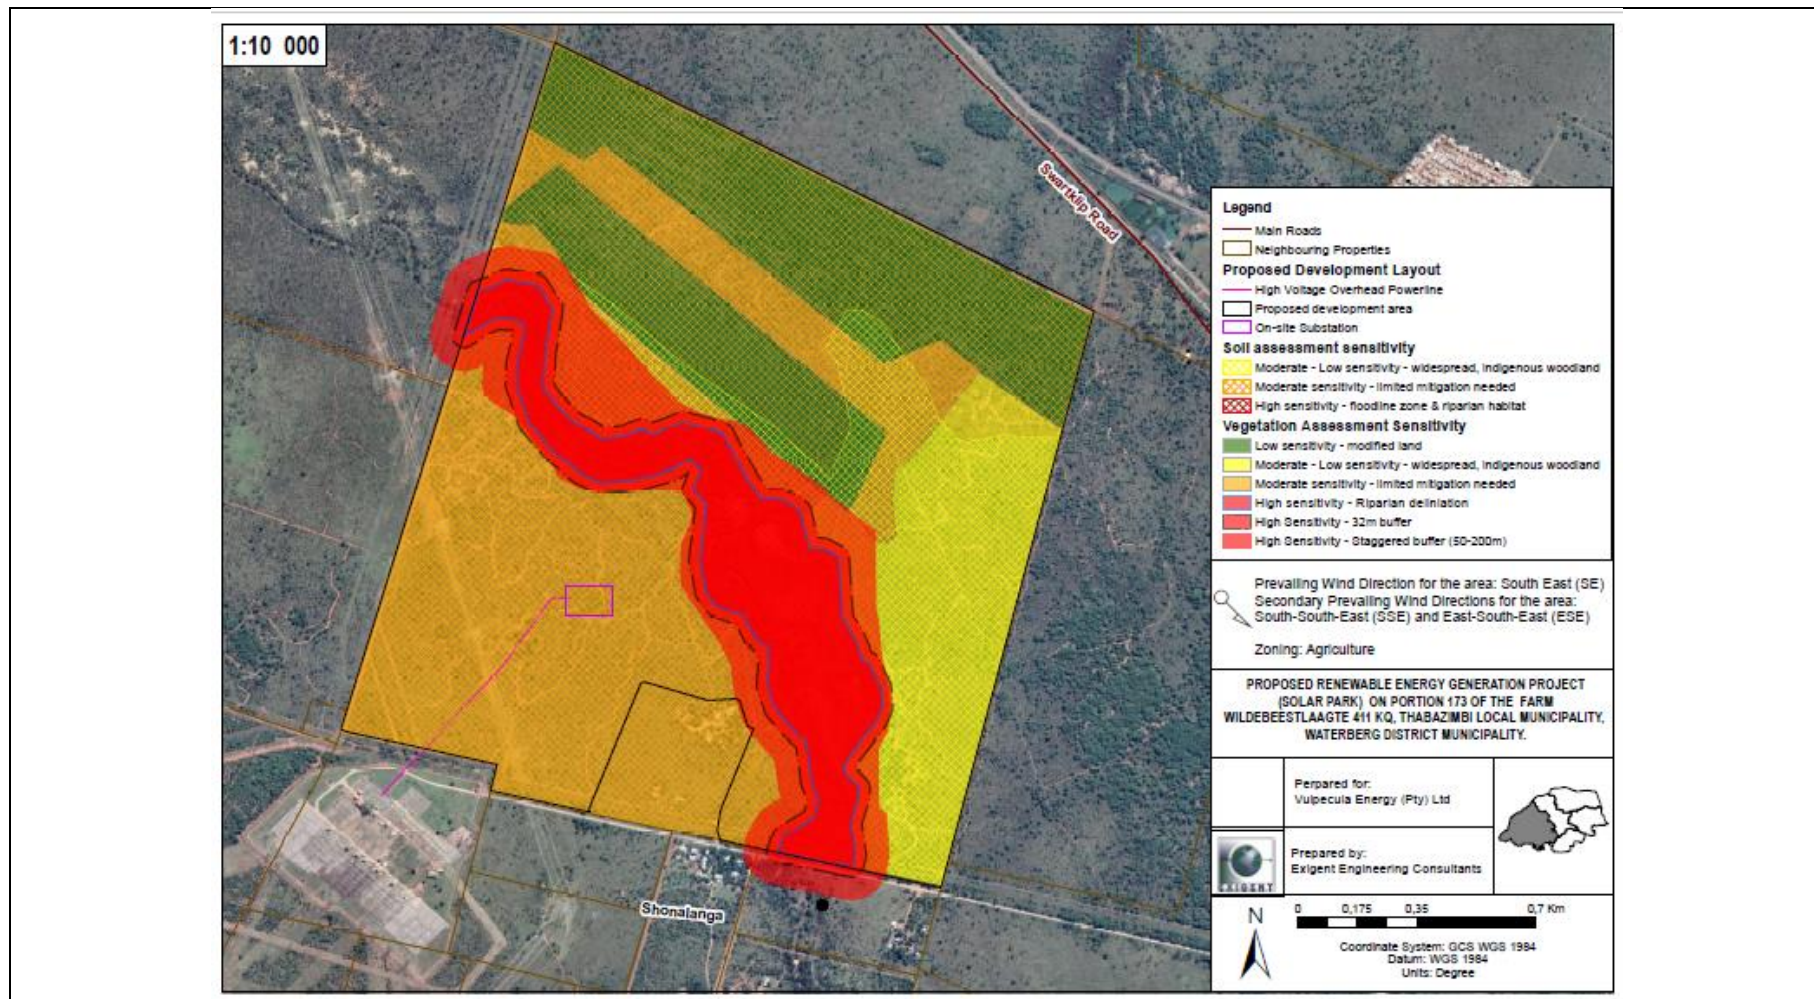 1:10 000
Swartklip Road
Shonalanga
Legend
Main Roads
Neighbouring Properties
Proposed Development Layout
High Voltage Overhead Powerline
Proposed development area
On-site Substation
Soil assessment sensitivity
Moderate - Low sensitivity - widespread, indigenous woodland
Moderate sensitivity - limited mitigation needed
High sensitivity - floodline zone & riparian habitat
Vegetation Assessment Sensitivity
Low sensitivity - modified land
Moderate - Low sensitivity - widespread, indigenous woodland
Moderate sensitivity - limited mitigation needed
High sensitivity - Riparian deliniation
High Sensitivity - 32m buffer
High Sensitivity - Staggered buffer (50-200m)
Prevailing Wind Direction for the area: South East (SE)
Secondary Prevailing Wind Directions for the area:
South-South-East (SSE) and East-South-East (ESE)
Zoning: Agriculture
PROPOSED RENEWABLE ENERGY GENERATION PROJECT
(SOLAR PARK) ON PORTION 173 OF THE FARM
WILDEBEESTLAAGTE 411 KQ, THABAZIMBI LOCAL MUNICIPALITY,
WATERBERG DISTRICT MUNICIPALITY.
Perpared for:
Vulpecula Energy (Pty) Ltd
Prepared by:
Exigent Engineering Consultants
EXIGENT
N
0 0,175 0,35 0,7 Km
Coordinate System: GCS WGS 1984
Datum: WGS 1984
Units: Degree